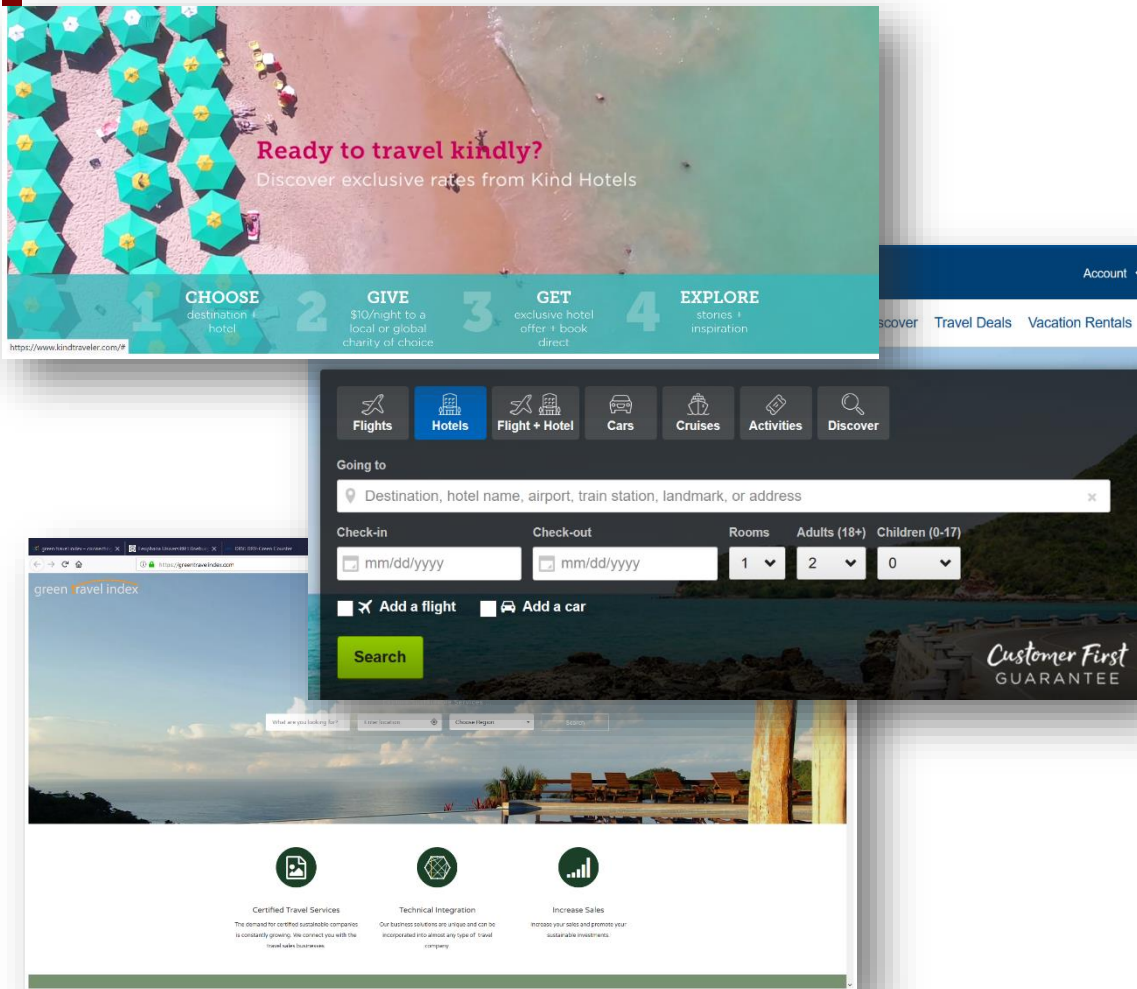 Ready to travel kindly?
Discover exclusive rates from Kind Hotels
1 CHOOSE
destination +
hotel
2 GIVE
$10/night to a
local or global
charity of choice
3 GET
exclusive hotel
offer + book
direct
4 EXPLORE
stories +
inspiration
https://www.kindtraveler.com/#
Account
scover Travel Deals Vacation Rentals
Flights Hotels Flight + Hotel Cars Cruises Activities Discover
Going to
Destination, hotel name, airport, train station, landmark, or address
Check-in Check-out Rooms Adults (18+) Children (0-17)
mm/dd/yyyy mm/dd/yyyy 1 2 0
Add a flight Add a car
Search
Customer First
GUARANTEE
https://greentravelindex.com
green travel index
What are you looking for? Enter location Choose Region Search
Certified Travel Services
The demand for certified sustainable companies
is constantly growing. We connect you with the
travel sales businesses.
Technical Integration
Our business solutions are unique and can be
incorporated into almost any type of travel
company
Increase Sales
Increase your sales and promote your
sustainable investments.